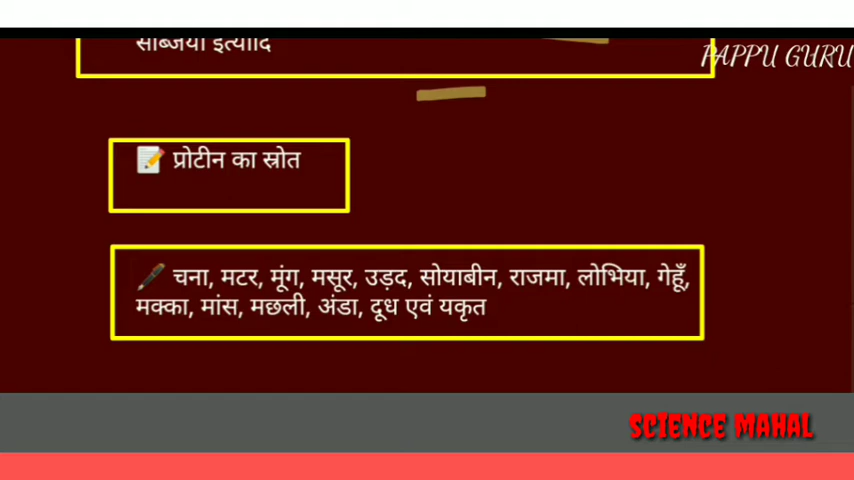 सब्जियां इत्यादि
PAPPU GURU
📝 प्रोटीन का स्रोत
🖋️ चना, मटर, मूंग, मसूर, उड़द, सोयाबीन, राजमा, लोभिया, गेहूँ,
मक्का, मांस, मछली, अंडा, दूध एवं यकृत
SCIENCE MAHAL